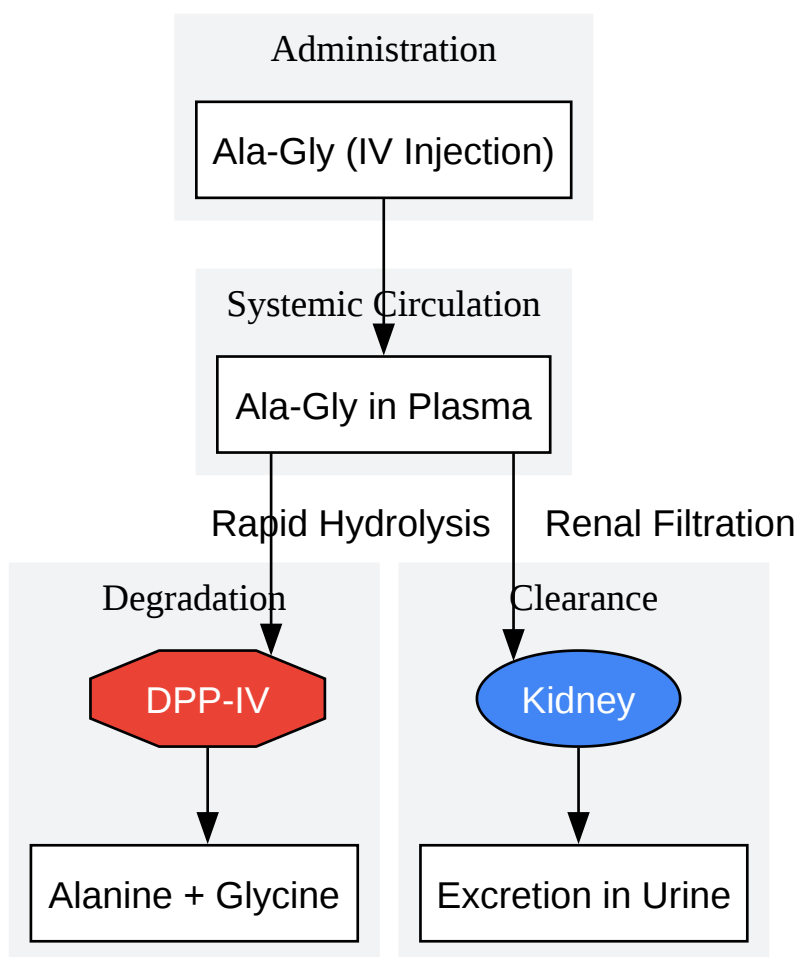 Administration
Ala-Gly (IV Injection)
Systemic Circulation
Ala-Gly in Plasma
Rapid Hydrolysis
Renal Filtration
Degradation
Clearance
DPP-IV
Kidney
Alanine + Glycine
Excretion in Urine